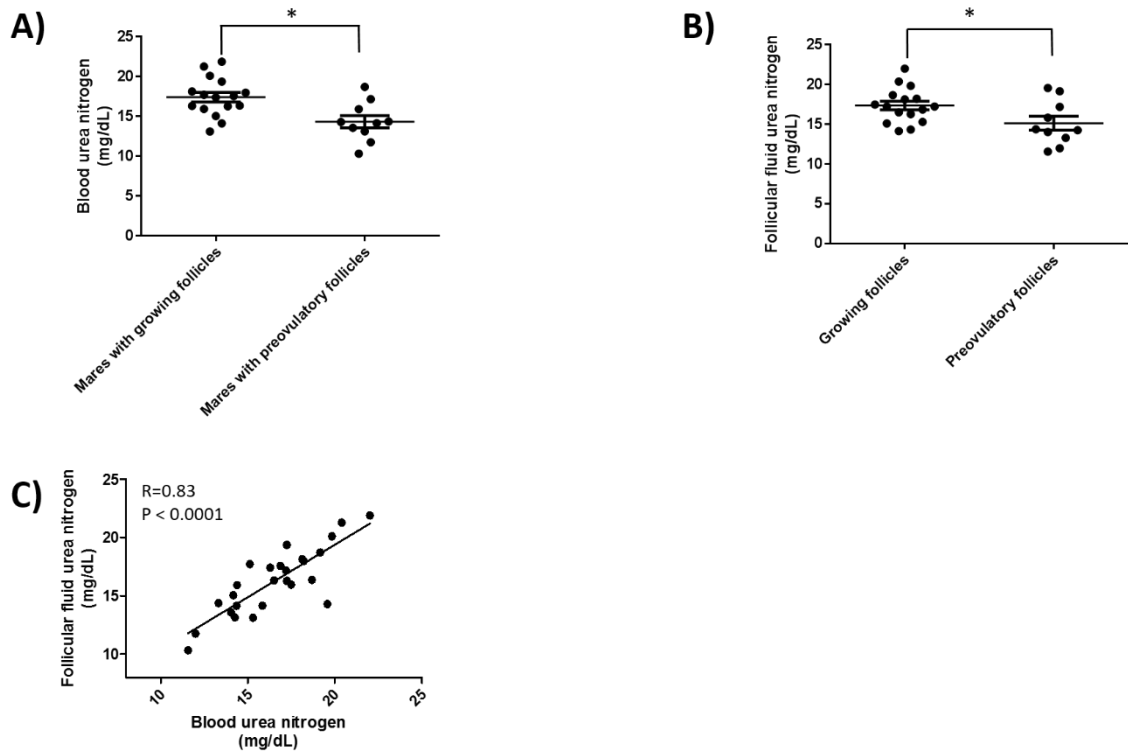 A)
*
Blood urea nitrogen
(mg/dL)
25
20
15
10
5
0
Mares with growing follicles
Mares with preovulatory follicles
B)
*
Follicular fluid urea nitrogen
(mg/dL)
25
20
15
10
5
0
Growing follicles
Preovulatory follicles
C)
R=0.83
P < 0.0001
Follicular fluid urea nitrogen
(mg/dL)
25
20
15
10
10
15
20
25
Blood urea nitrogen
(mg/dL)